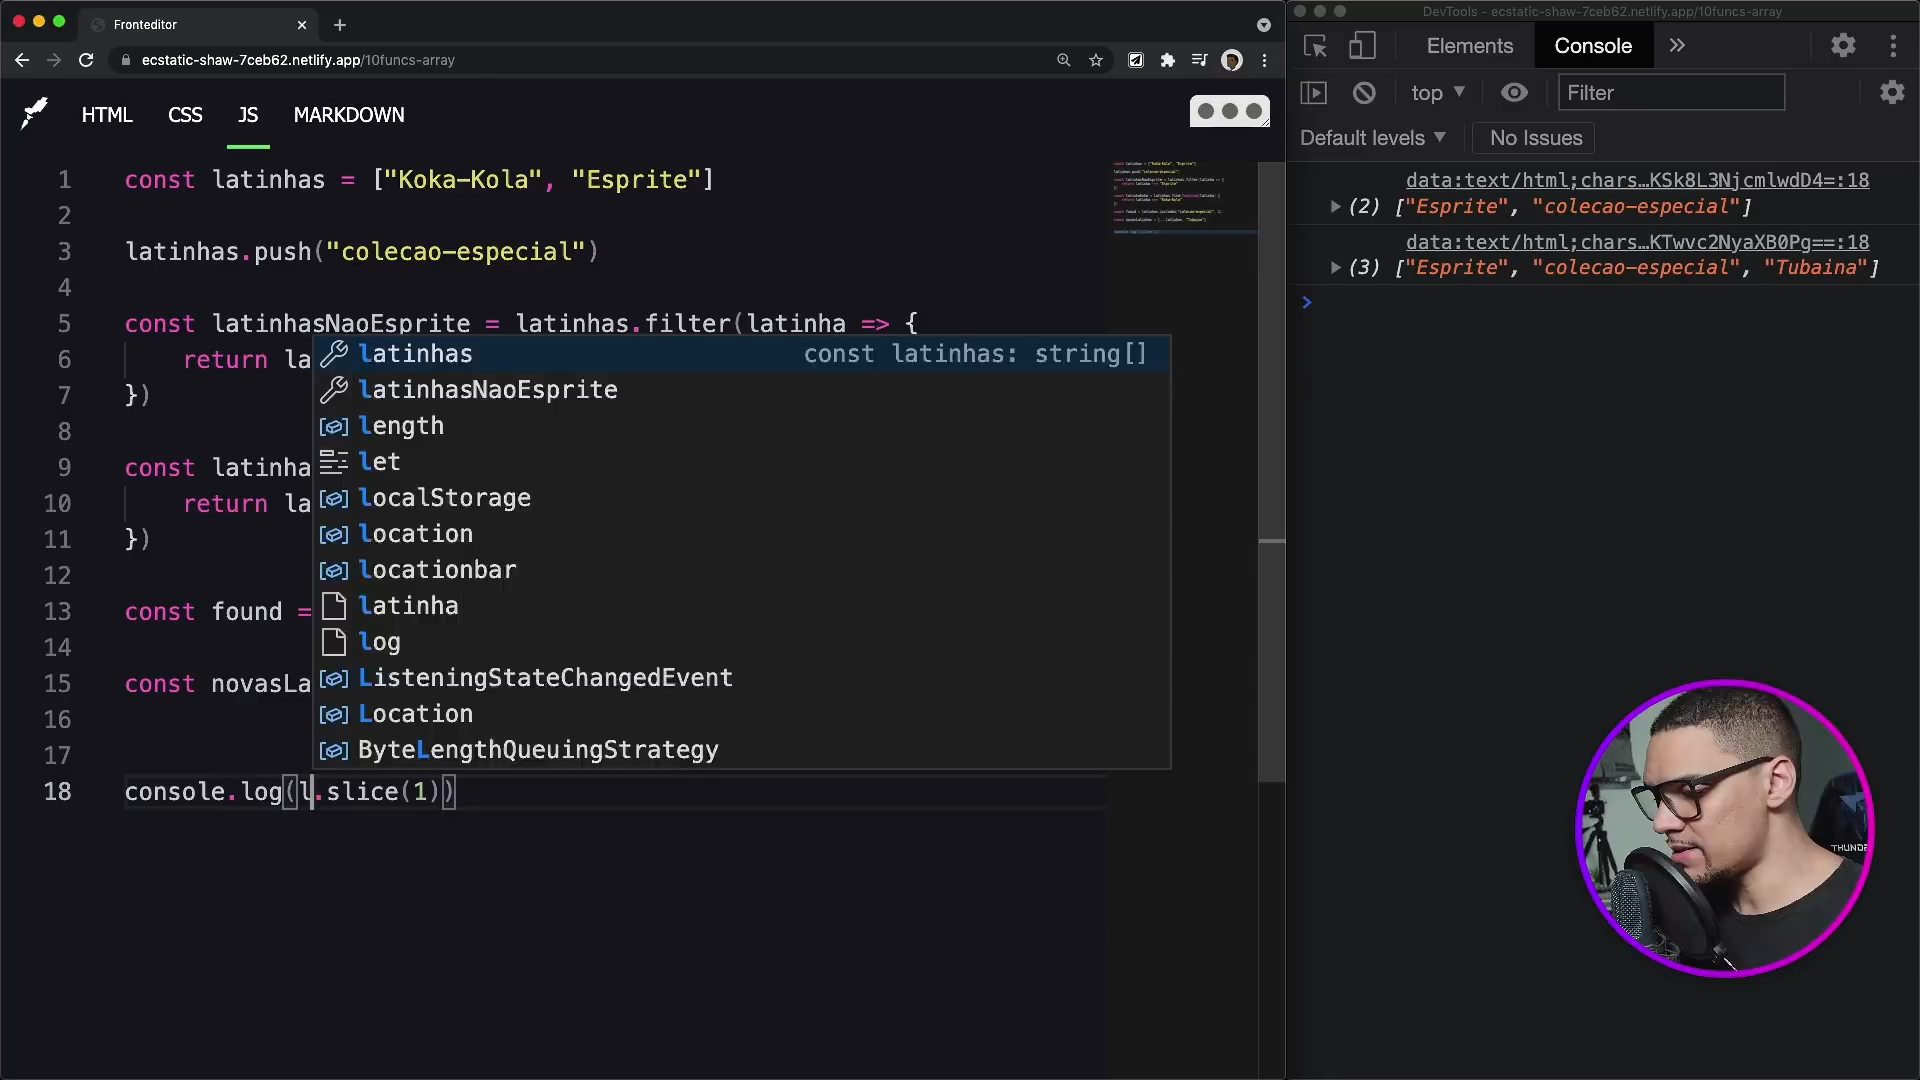 Fronteditor
ecstatic-shaw-7ceb62.netlify.app/10funcs-array
HTML CSS JS MARKDOWN
1 const latinhas = ["Koka-Kola", "Esprite"]
2
3 latinhas.push("colecao-especial")
4
5 const latinhasNaoEsprite = latinhas.filter(latinha => {
6 return la
7 })
8
9 const latinha
10 return la
11 })
12
13 const found =
14
15 const novasLa
16
17
18 console.log(l.slice(1))
latinhas const latinhas: string[]
latinhasNaoEsprite
length
let
localStorage
location
locationbar
latinha
log
ListeningStateChangedEvent
Location
ByteLengthQueuingStrategy
DevTools - ecstatic-shaw-7ceb62.netlify.app/10funcs-array
Elements Console
top Filter
Default levels No Issues
data:text/html;chars…KSk8L3NjcmlwdD4=:18
(2) ["Esprite", "colecao-especial"]
data:text/html;chars…KTwvc2NyaXB0Pg==:18
(3) ["Esprite", "colecao-especial", "Tubaina"]
THUNDE